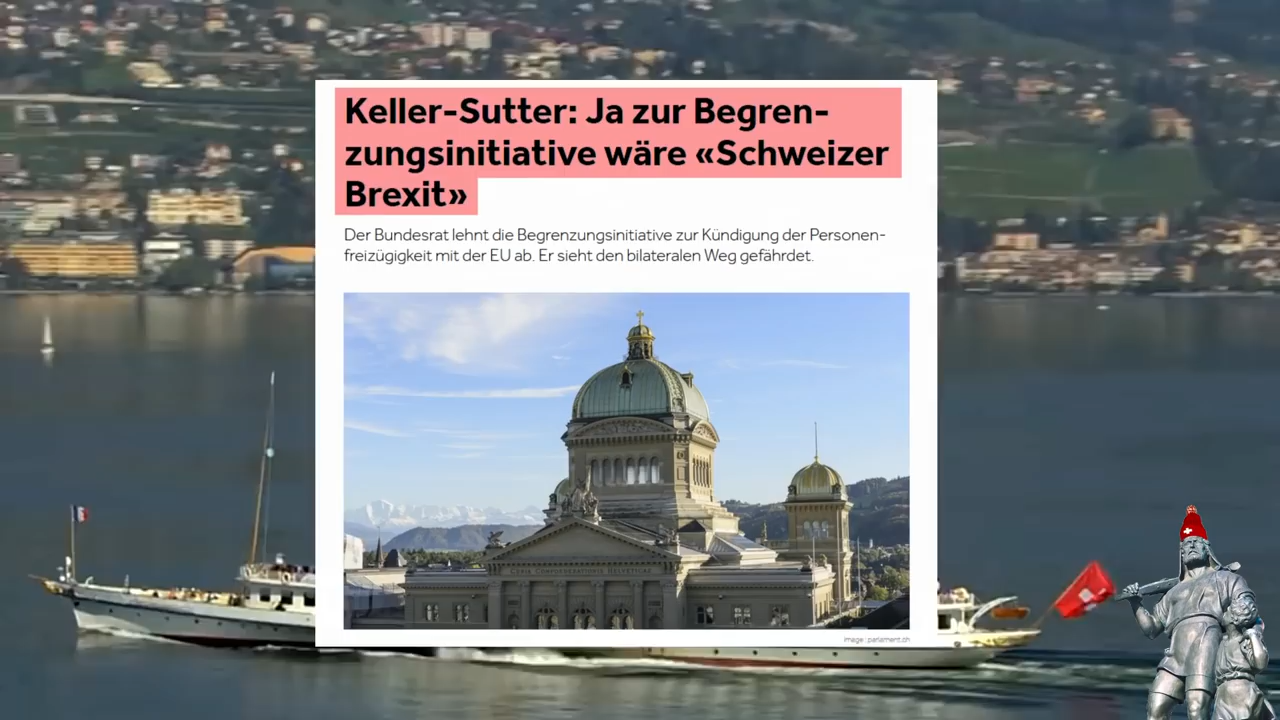 Keller-Sutter: Ja zur Begren-
zungsinitiative wäre «Schweizer
Brexit»
Der Bundesrat lehnt die Begrenzungsinitiative zur Kündigung der Personen-
freizügigkeit mit der EU ab. Er sieht den bilateralen Weg gefährdet.
image : parlement.ch